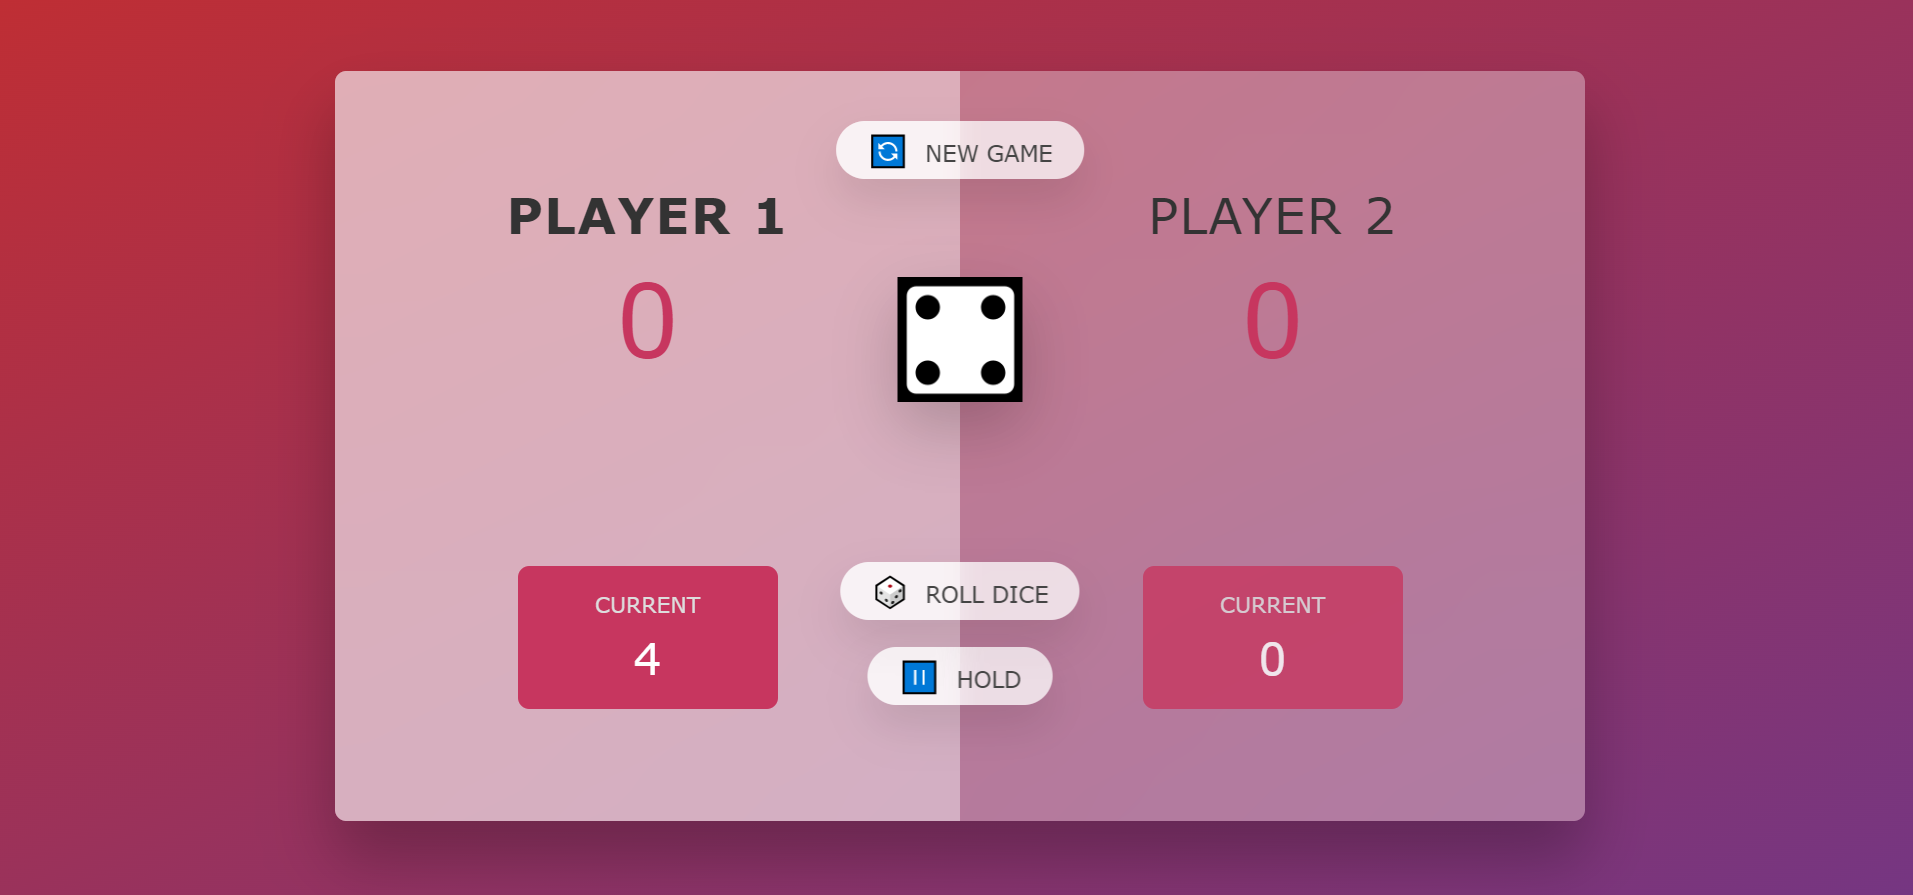 NEW GAME
PLAYER 1
0
PLAYER 2
0
CURRENT
4
ROLL DICE
HOLD
CURRENT
0